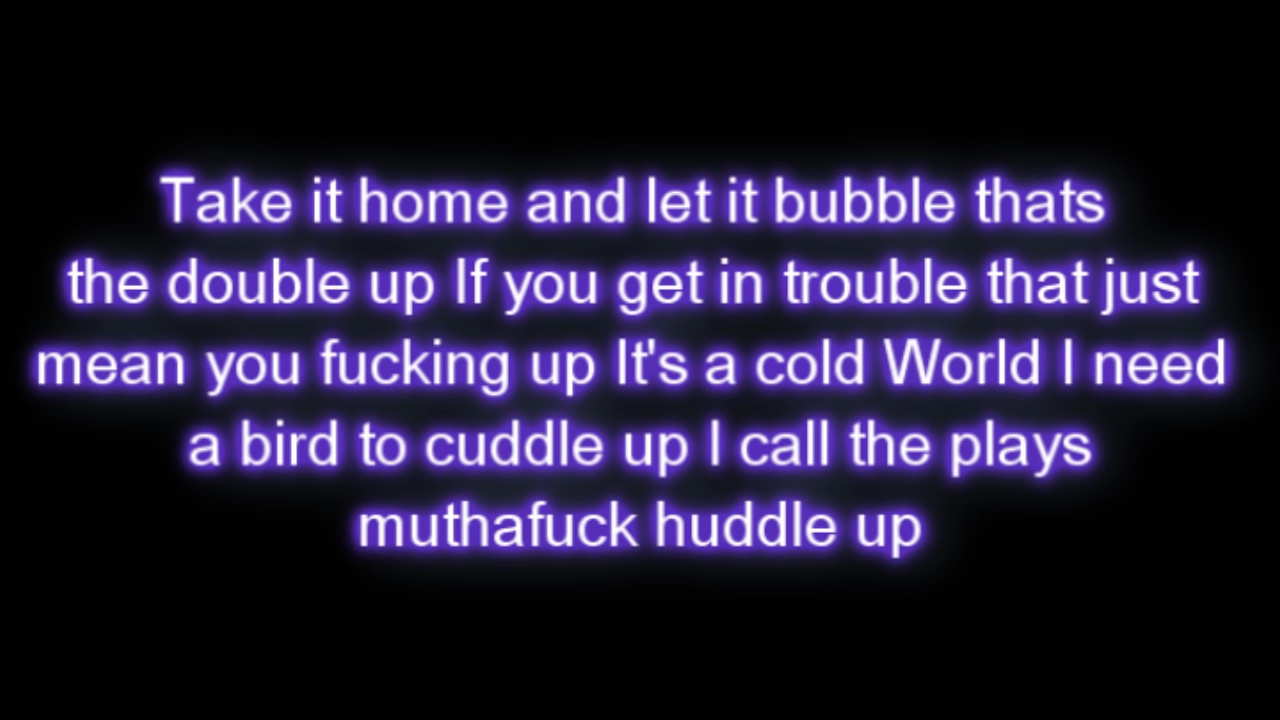 Take it home and let it bubble thats
the double up If you get in trouble that just
mean you fucking up It's a cold World I need
a bird to cuddle up I call the plays
muthafuck huddle up